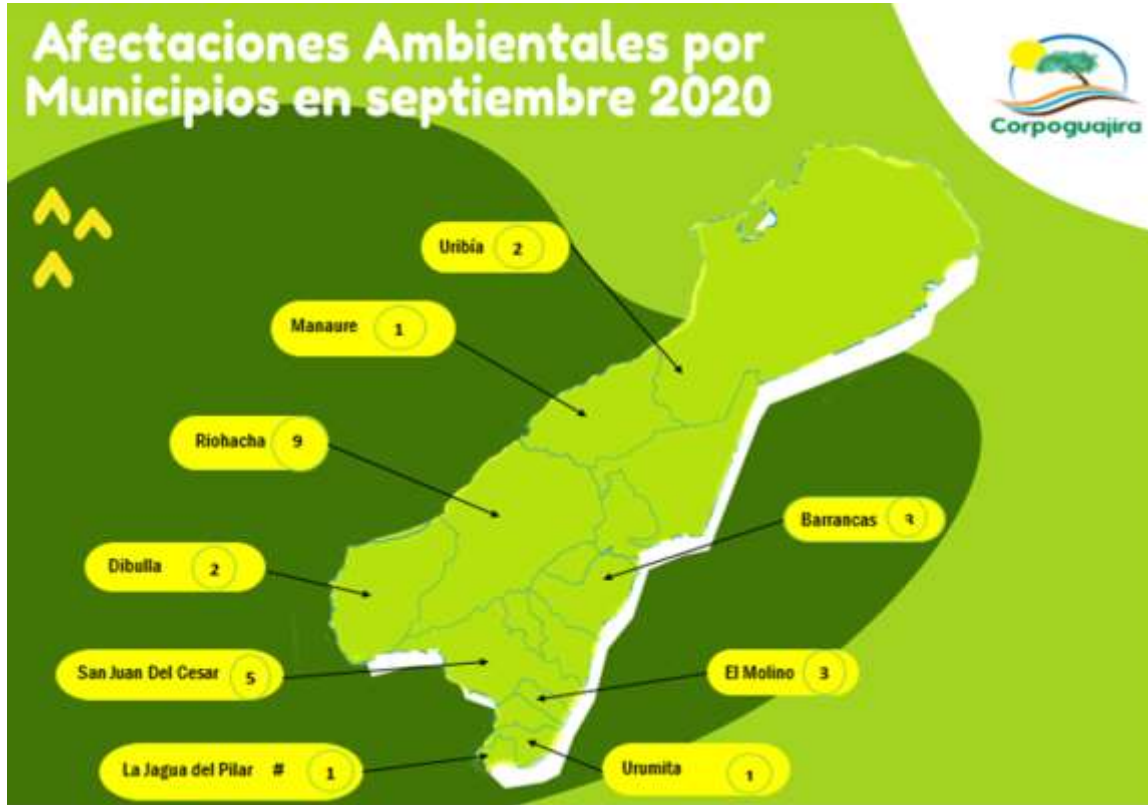 Afectaciones Ambientales por
Municipios en septiembre 2020
Corpoguajira
Uribía 2
Manaure 1
Riohacha 9
Barrancas 3
Dibulla 2
San Juan Del Cesar 5
El Molino 3
La Jagua del Pilar # 1
Urumita 1